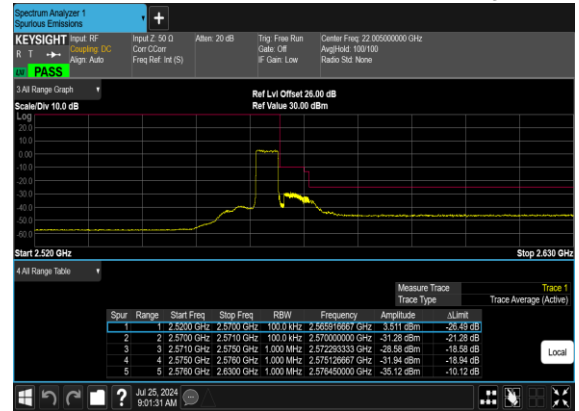 Spectrum Analyzer 1
Spurious Emissions
KEYSIGHT Input: RF Input Z: 50 Ω Atten: 20 dB Trig: Free Run Center Freq: 22.005000000 GHz
R T Coupling: DC Corr CCorr Gate: Off Avg|Hold: 100/100
Align: Auto Freq Ref: Int (S) IF Gain: Low Radio Std: None
LXI PASS
3 All Range Graph
Ref Lvl Offset 26.00 dB
Scale/Div 10.0 dB Ref Value 30.00 dBm
Log
20.0
10.0
0.00
-10.0
-20.0
-30.0
-40.0
-50.0
-60.0
Start 2.520 GHz Stop 2.630 GHz
4 All Range Table
Measure Trace Trace 1
Trace Type Trace Average (Active)
Spur Range Start Freq Stop Freq RBW Frequency Amplitude ΔLimit
1 1 2.5200 GHz 2.5700 GHz 100.0 kHz 2.565916667 GHz 3.511 dBm -26.49 dB
2 2 2.5700 GHz 2.5710 GHz 100.0 kHz 2.570000000 GHz -31.28 dBm -21.28 dB
3 3 2.5710 GHz 2.5750 GHz 1.000 MHz 2.572293333 GHz -28.58 dBm -18.58 dB
4 4 2.5750 GHz 2.5760 GHz 1.000 MHz 2.575126667 GHz -31.94 dBm -18.94 dB
5 5 2.5760 GHz 2.6300 GHz 1.000 MHz 2.576450000 GHz -35.12 dBm -10.12 dB
Local
Jul 25, 2024
9:01:31 AM